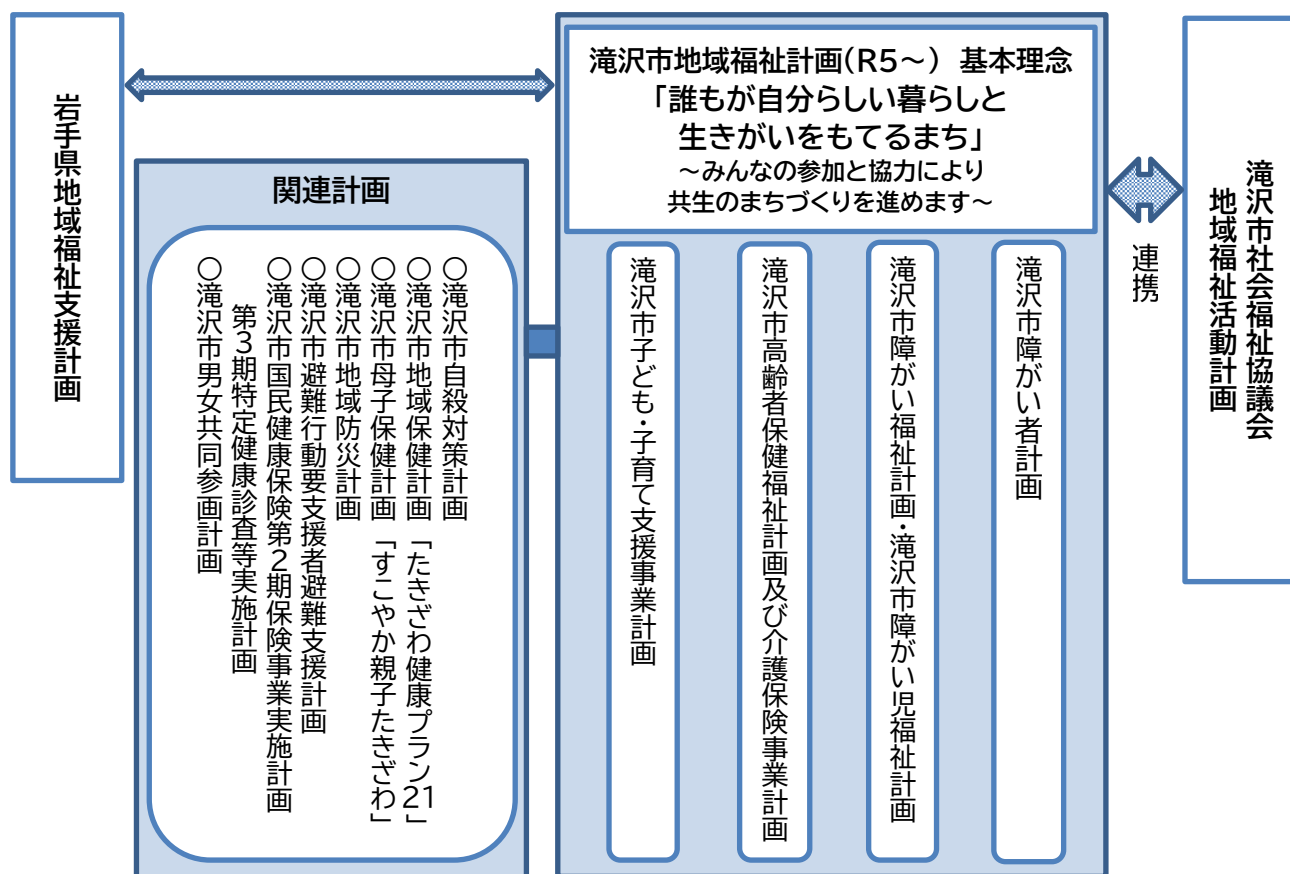 岩手県地域福祉支援計画
関連計画
○滝沢市自殺対策計画
○滝沢市地域保健計画「たきざわ健康プラン21」
○滝沢市母子保健計画「すこやか親子たきざわ」
○滝沢市地域防災計画
○滝沢市避難行動要支援者避難支援計画
○滝沢市国民健康保険第2期保険事業実施計画
第3期特定健康診査等実施計画
○滝沢市男女共同参画計画
滝沢市地域福祉計画(R5~) 基本理念
「誰もが自分らしい暮らしと
生きがいをもてるまち」
~みんなの参加と協力により
共生のまちづくりを進めます~
滝沢市障がい者計画
滝沢市障がい福祉計画・滝沢市障がい児福祉計画
滝沢市高齢者保健福祉計画及び介護保険事業計画
滝沢市子ども・子育て支援事業計画
連携
滝沢市社会福祉協議会
地域福祉活動計画